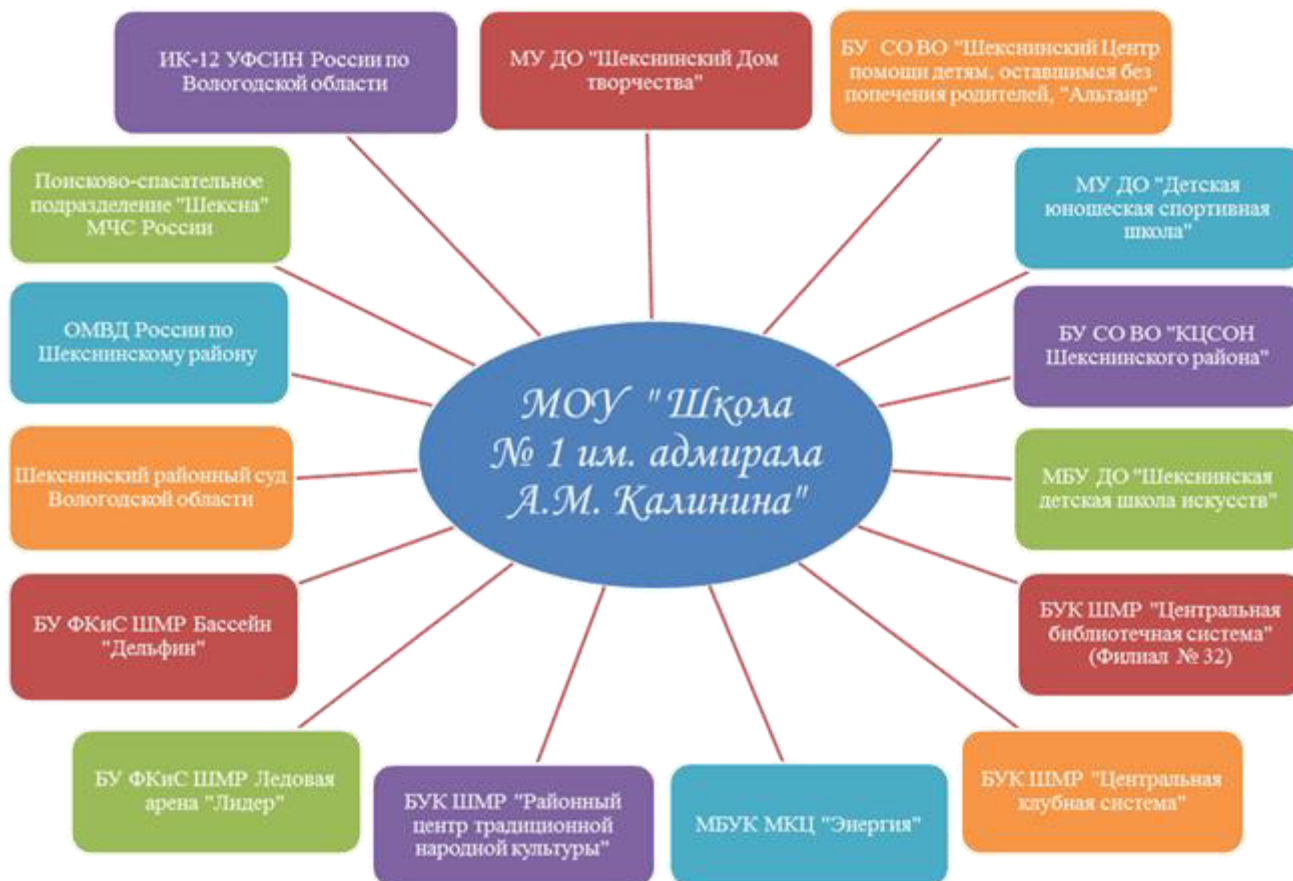 ИК-12 УФСИН России по
Вологодской области
МУ ДО "Шекснинский Дом
творчества"
БУ СО ВО "Шекснинский Центр
помощи детям, оставшимся без
попечения родителей, "Альтаир"
Поисково-спасательное
подразделение "Шексна"
МЧС России
МУ ДО "Детская
юношеская спортивная
школа"
ОМВД России по
Шекснинскому району
БУ СО ВО "КЦСОН
Шекснинского района"
МОУ "Школа
№ 1 им. адмирала
А.М. Калинина"
Шекснинский районный суд
Вологодской области
МБУ ДО "Шекснинская
детская школа искусств"
БУ ФКиС ШМР Бассейн
"Дельфин"
БУК ШМР "Центральная
библиотечная система"
(Филиал № 32)
БУ ФКиС ШМР Ледовая
арена "Лидер"
БУК ШМР "Районный
центр традиционной
народной культуры"
МБУК МКЦ "Энергия"
БУК ШМР "Центральная
клубная система"